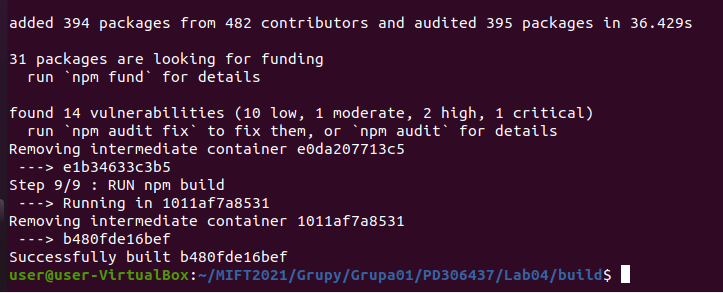 added 394 packages from 482 contributors and audited 395 packages in 36.429s
31 packages are looking for funding
run `npm fund` for details
found 14 vulnerabilities (10 low, 1 moderate, 2 high, 1 critical)
run `npm audit fix` to fix them, or `npm audit` for details
Removing intermediate container e0da207713c5
---> e1b34633c3b5
Step 9/9 : RUN npm build
---> Running in 1011af7a8531
Removing intermediate container 1011af7a8531
---> b480fde16bef
Successfully built b480fde16bef
user@user-VirtualBox:~/MIFT2021/Grupy/Grupa01/PD306437/Lab04/build$